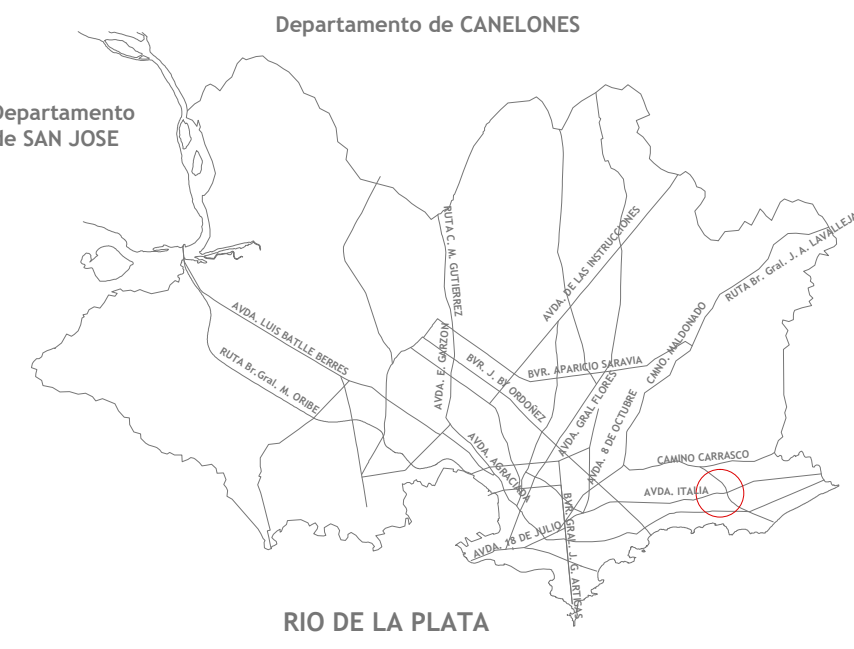 Departamento de CANELONES
Departamento
de SAN JOSE
RUTA C. M. GUTIERREZ
AVDA. DE LAS INSTRUCCIONES
RUTA Br. Gral. J. A. LAVALLEJA
AVDA. LUIS BATLLE BERRES
RUTA Br.Gral. M. ORIBE
AVDA. E. GARZON
BVR. J. BY ORDOÑEZ
BVR. APARICIO SARAVIA
CMNO. MALDONADO
AVDA. GRAL FLORES
AVDA. 8 DE OCTUBRE
AVDA. AGRACIADA
CAMINO CARRASCO
AVDA. ITALIA
AVDA. 18 DE JULIO
BVR. GRAL. J. G. ARTIGAS
RIO DE LA PLATA